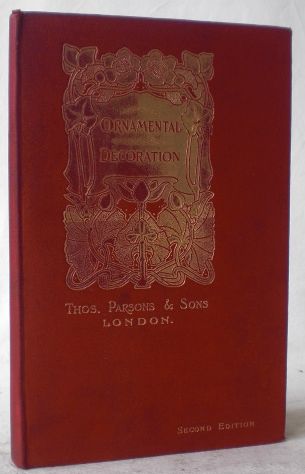 ORNAMENTAL
DECORATION
THOS. PARSONS & SONS
LONDON.
SECOND EDITION